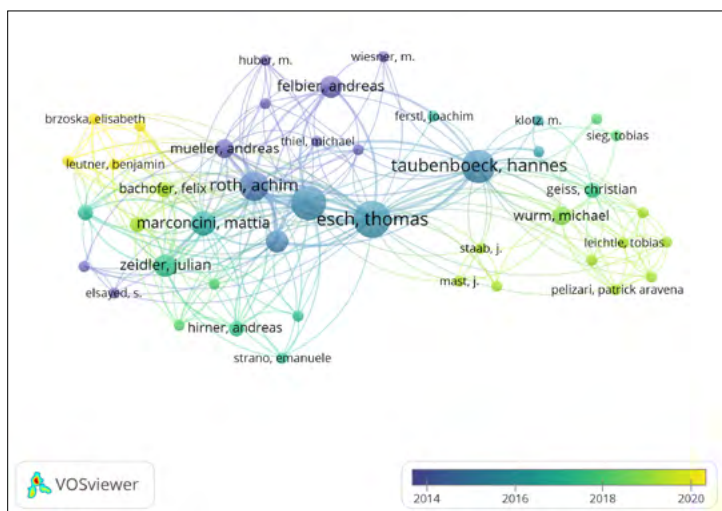 huber, m.
wiesner, m.
felbier, andreas
brzoska, elisabeth
ferstl, joachim
klotz, m.
mueller, andreas
thiel, michael
sieg, tobias
leutner, benjamin
taubenboeck, hannes
bachofer, felix
roth, achim
geiss, christian
marconcini, mattia
esch, thomas
wurm, michael
staab, j.
leichtle, tobias
zeidler, julian
mast, j.
pelizari, patrick aravena
elsayed, s.
hirner, andreas
strano, emanuele
VOSviewer
2014 2016 2018 2020